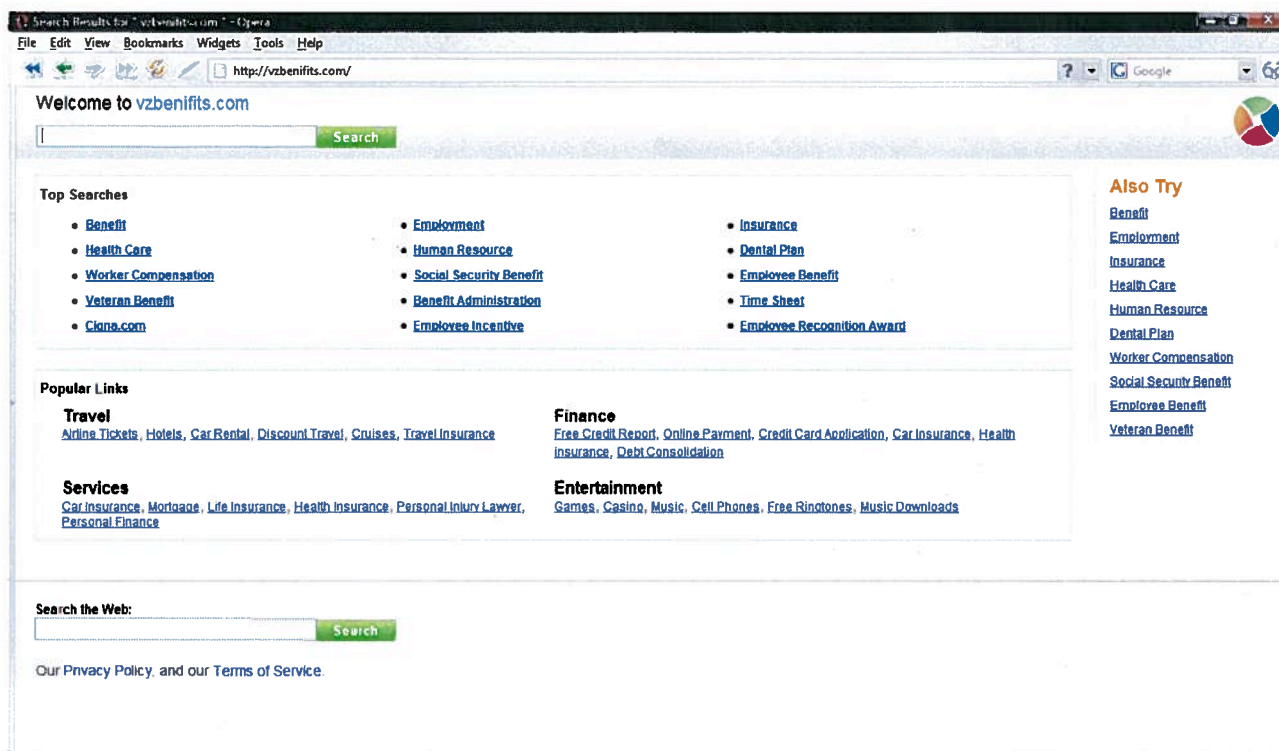 Search Results for " vzbenifits.com " - Opera
File Edit View Bookmarks Widgets Tools Help
http://vzbenifits.com/
? Google
Welcome to vzbenifits.com
Search
Top Searches
Benefit
Health Care
Worker Compensation
Veteran Benefit
Cigna.com
Employment
Human Resource
Social Security Benefit
Benefit Administration
Employee Incentive
Insurance
Dental Plan
Employee Benefit
Time Sheet
Employee Recognition Award
Also Try
Benefit
Employment
Insurance
Health Care
Human Resource
Dental Plan
Worker Compensation
Social Security Benefit
Employee Benefit
Veteran Benefit
Popular Links
Travel
Airline Tickets, Hotels, Car Rental, Discount Travel, Cruises, Travel Insurance
Finance
Free Credit Report, Online Payment, Credit Card Application, Car Insurance, Health
Insurance, Debt Consolidation
Services
Car Insurance, Mortgage, Life Insurance, Health Insurance, Personal Injury Lawyer,
Personal Finance
Entertainment
Games, Casino, Music, Cell Phones, Free Ringtones, Music Downloads
Search the Web:
Search
Our Privacy Policy, and our Terms of Service.